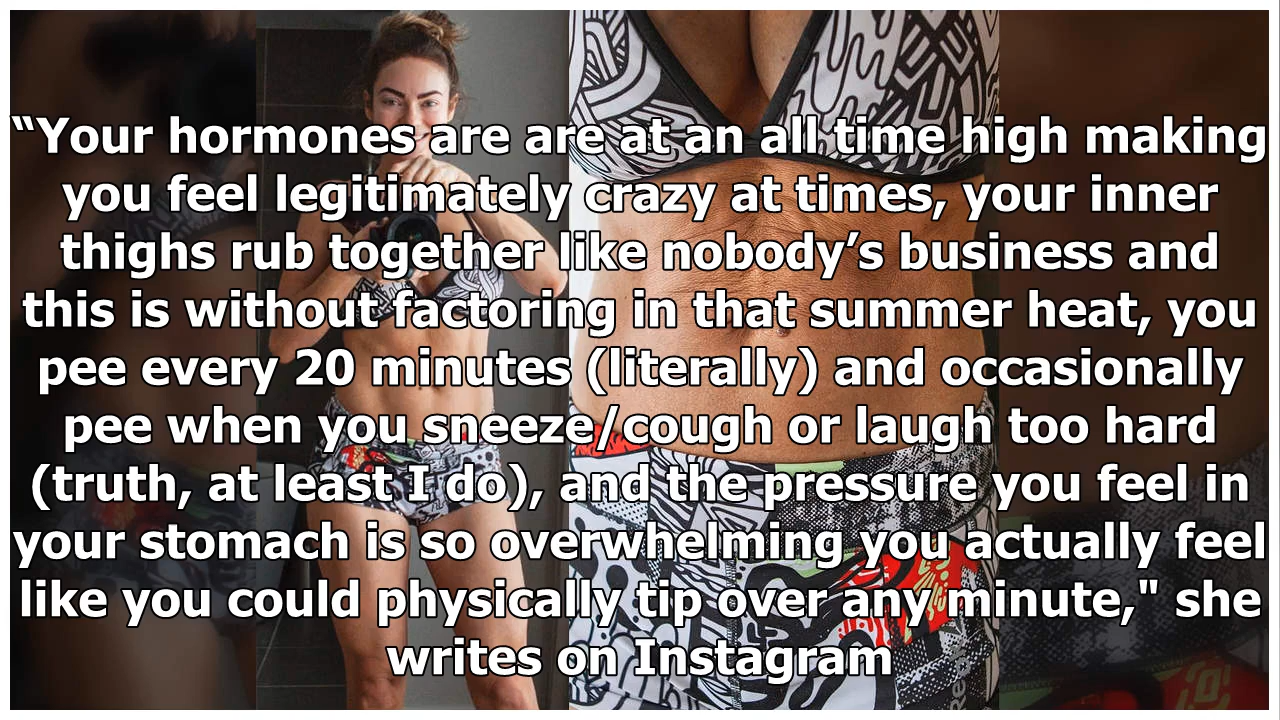 “Your hormones are are at an all time high making
you feel legitimately crazy at times, your inner
thighs rub together like nobody’s business and
this is without factoring in that summer heat, you
pee every 20 minutes (literally) and occasionally
pee when you sneeze/cough or laugh too hard
(truth, at least I do), and the pressure you feel in
your stomach is so overwhelming you actually feel
like you could physically tip over any minute," she
writes on Instagram